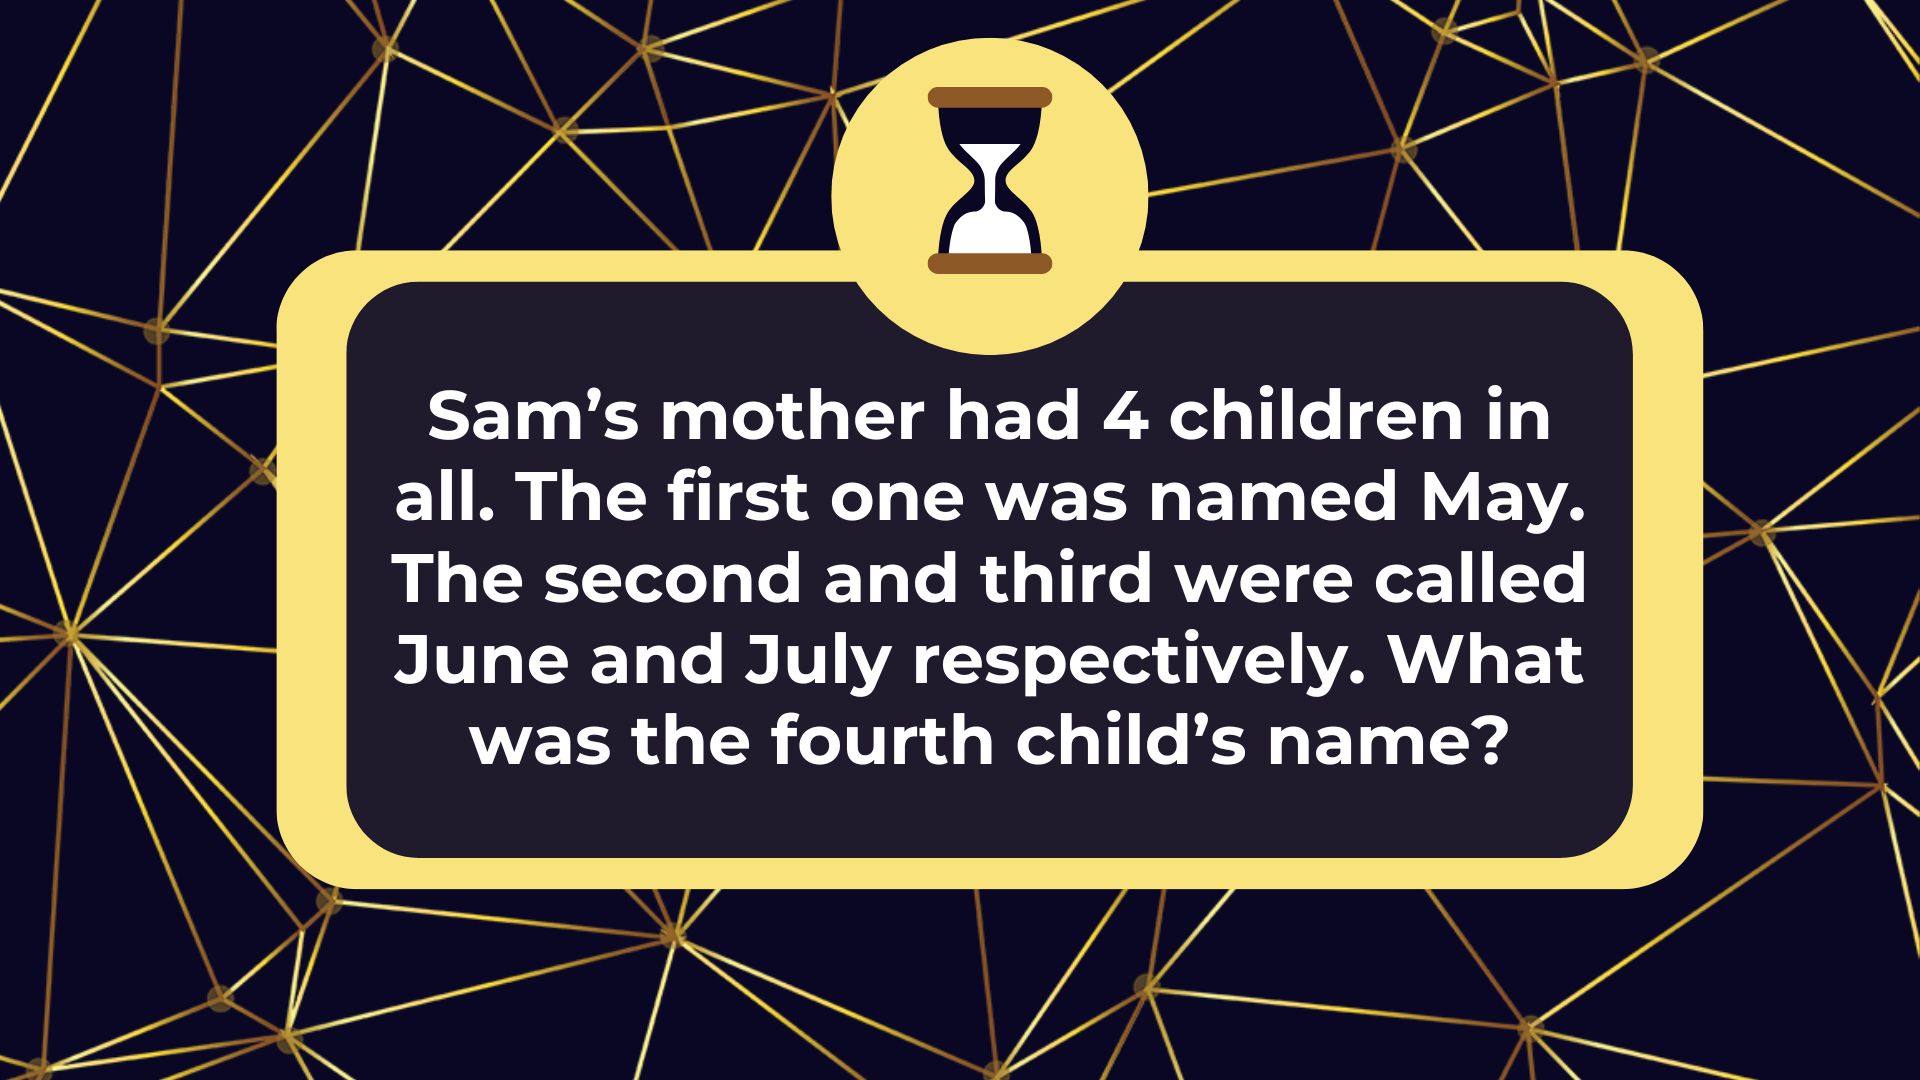 Sam’s mother had 4 children in
all. The first one was named May.
The second and third were called
June and July respectively. What
was the fourth child’s name?